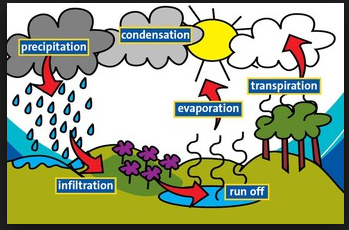 condensation
precipitation
transpiration
evaporation
infiltration
run off